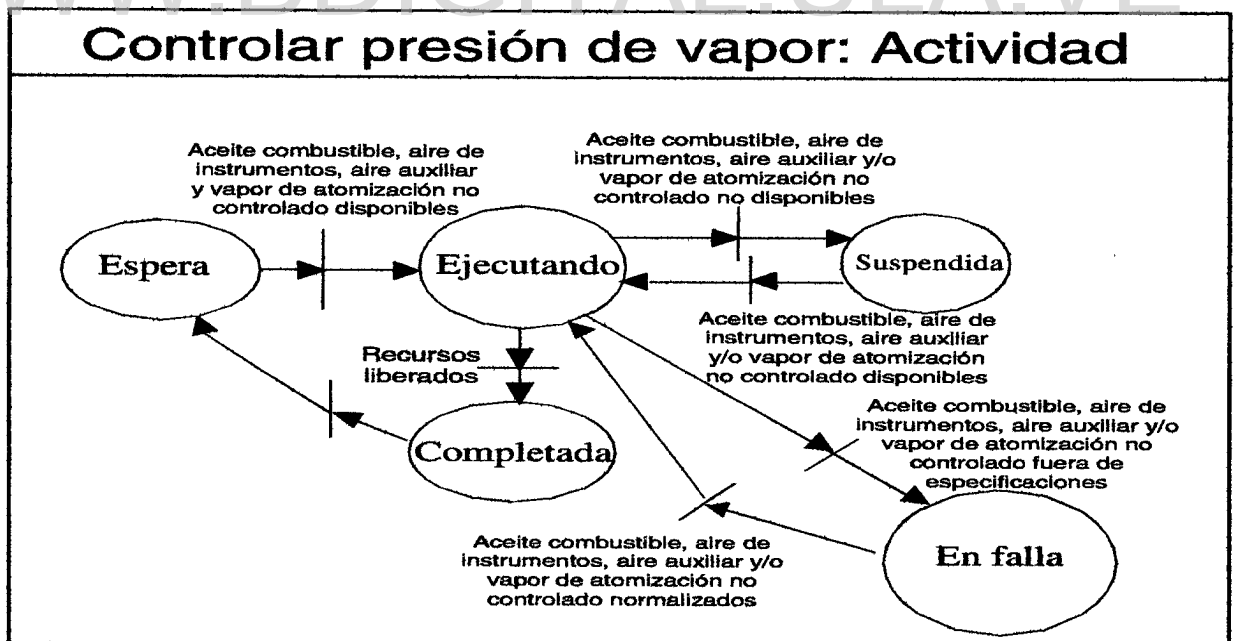 WWW.BDIGITAL.ULA.VE
Controlar presión de vapor: Actividad
Aceite combustible, aire de
instrumentos, aire auxiliar
y vapor de atomización no
controlado disponibles
Aceite combustible, aire de
instrumentos, aire auxiliar y/o
vapor de atomización no
controlado no disponibles
Espera
Ejecutando
Suspendida
Aceite combustible, aire de
instrumentos, aire auxiliar
y/o vapor de atomización
no controlado disponibles
Recursos
liberados
Aceite combustible, aire de
instrumentos, aire auxiliar y/o
vapor de atomización no
controlado fuera de
especificaciones
Completada
Aceite combustible, aire de
instrumentos, aire auxiliar y/o
vapor de atomización no
controlado normalizados
En falla